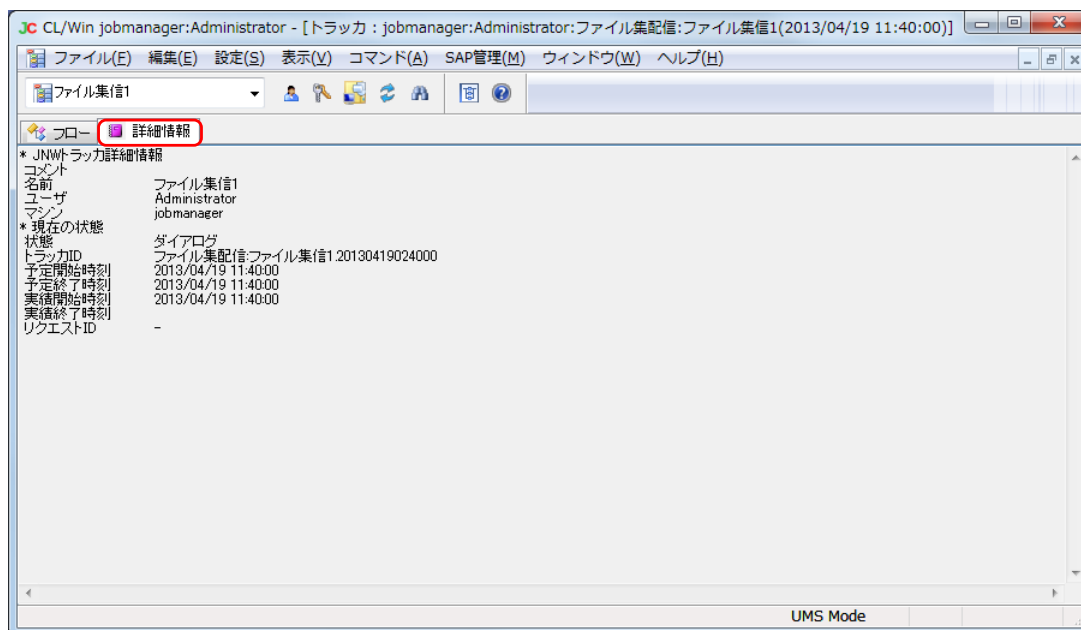 JC CL/Win jobmanager:Administrator - [トラッカ : jobmanager:Administrator:ファイル集配信:ファイル集信1(2013/04/19 11:40:00)]
ファイル(F) 編集(E) 設定(S) 表示(V) コマンド(A) SAP管理(M) ウィンドウ(W) ヘルプ(H)
ファイル集信1
フロー 詳細情報
* JNWトラッカ詳細情報
コメント
名前 ファイル集信1
ユーザ Administrator
マシン jobmanager
* 現在の状態
状態 ダイアログ
トラッカID ファイル集配信:ファイル集信1.20130419024000
予定開始時刻 2013/04/19 11:40:00
予定終了時刻 2013/04/19 11:40:00
実績開始時刻 2013/04/19 11:40:00
実績終了時刻
リクエストID -
UMS Mode